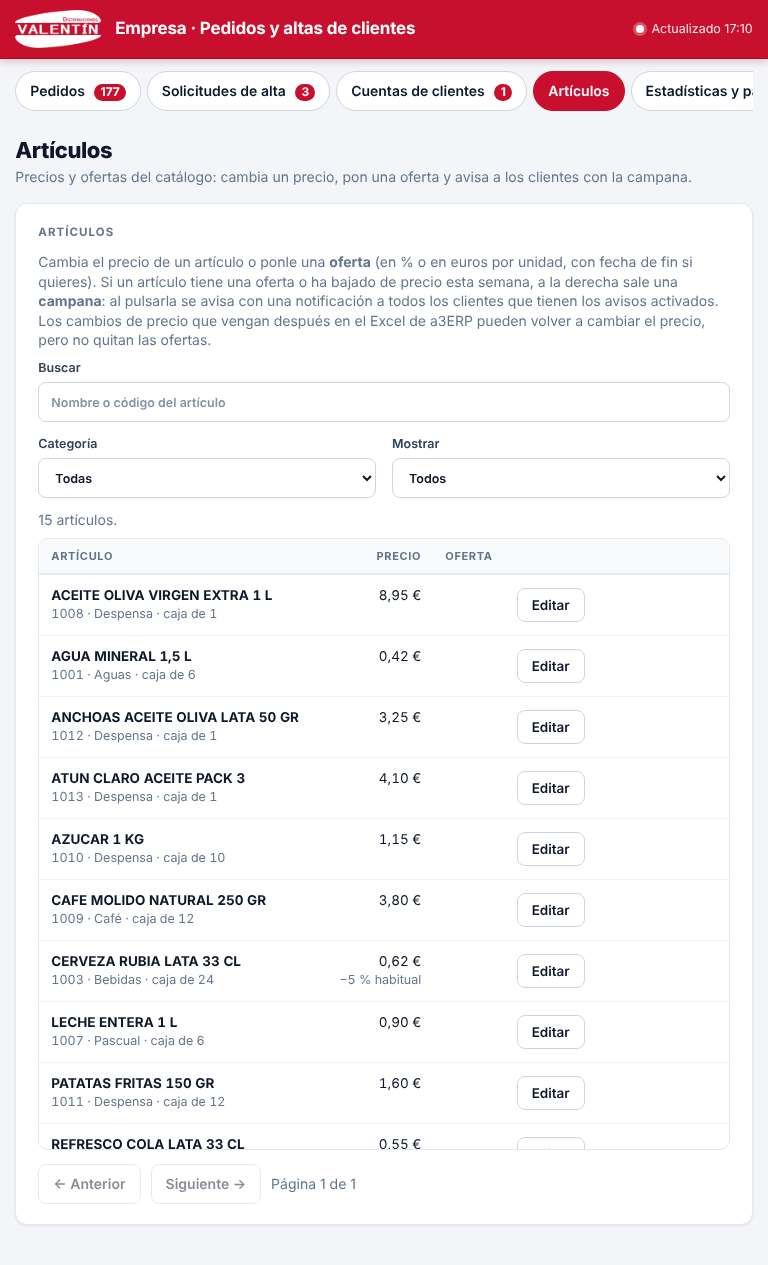 Distribuciones
VALENTÍN
Empresa · Pedidos y altas de clientes
Actualizado 17:10
Pedidos 177
Solicitudes de alta 3
Cuentas de clientes 1
Artículos
Estadísticas y pa
Artículos
Precios y ofertas del catálogo: cambia un precio, pon una oferta y avisa a los clientes con la campana.
ARTÍCULOS
Cambia el precio de un artículo o ponle una oferta (en % o en euros por unidad, con fecha de fin si
quieres). Si un artículo tiene una oferta o ha bajado de precio esta semana, a la derecha sale una
campana: al pulsarla se avisa con una notificación a todos los clientes que tienen los avisos activados.
Los cambios de precio que vengan después en el Excel de a3ERP pueden volver a cambiar el precio,
pero no quitan las ofertas.
Buscar
Nombre o código del artículo
Categoría
Mostrar
Todas
Todos
15 artículos.
ARTÍCULO PRECIO OFERTA
ACEITE OLIVA VIRGEN EXTRA 1 L 8,95 € Editar
1008 · Despensa · caja de 1
AGUA MINERAL 1,5 L 0,42 € Editar
1001 · Aguas · caja de 6
ANCHOAS ACEITE OLIVA LATA 50 GR 3,25 € Editar
1012 · Despensa · caja de 1
ATUN CLARO ACEITE PACK 3 4,10 € Editar
1013 · Despensa · caja de 1
AZUCAR 1 KG 1,15 € Editar
1010 · Despensa · caja de 10
CAFE MOLIDO NATURAL 250 GR 3,80 € Editar
1009 · Café · caja de 12
CERVEZA RUBIA LATA 33 CL 0,62 € Editar
1003 · Bebidas · caja de 24 −5 % habitual
LECHE ENTERA 1 L 0,90 € Editar
1007 · Pascual · caja de 6
PATATAS FRITAS 150 GR 1,60 € Editar
1011 · Despensa · caja de 12
REFRESCO COLA LATA 33 CL 0,55 €
← Anterior
Siguiente →
Página 1 de 1